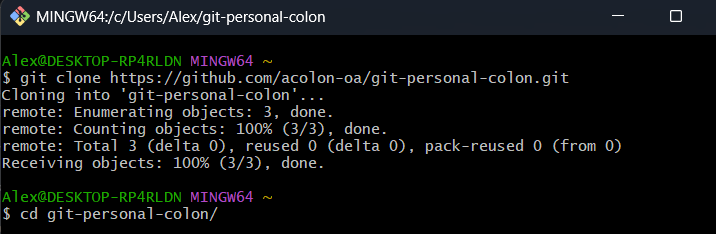 MINGW64:/c/Users/Alex/git-personal-colon
Alex@DESKTOP-RP4RLDN MINGW64 ~
$ git clone https://github.com/acolon-oa/git-personal-colon.git
Cloning into 'git-personal-colon'...
remote: Enumerating objects: 3, done.
remote: Counting objects: 100% (3/3), done.
remote: Total 3 (delta 0), reused 0 (delta 0), pack-reused 0 (from 0)
Receiving objects: 100% (3/3), done.
Alex@DESKTOP-RP4RLDN MINGW64 ~
$ cd git-personal-colon/